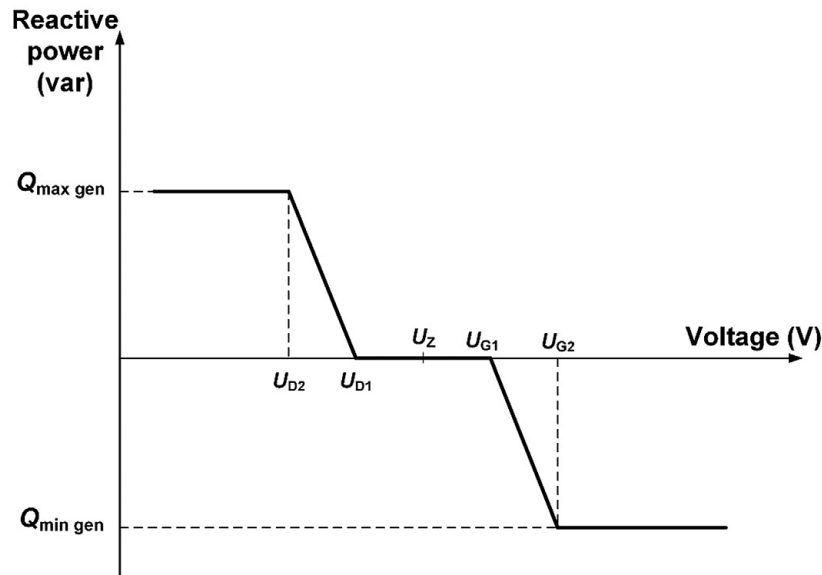 Reactive
power
(var)
Qmax gen
UZ UG1 UG2 Voltage (V)
UD2 UD1
Qmin gen